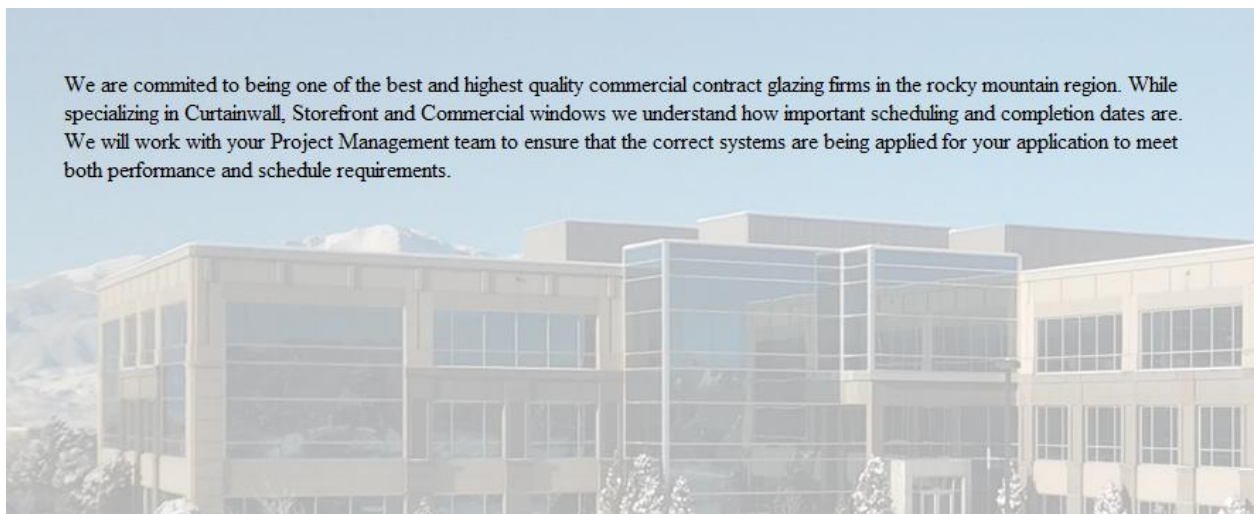 We are commited to being one of the best and highest quality commercial contract glazing firms in the rocky mountain region. While
specializing in Curtainwall, Storefront and Commercial windows we understand how important scheduling and completion dates are.
We will work with your Project Management team to ensure that the correct systems are being applied for your application to meet
both performance and schedule requirements.